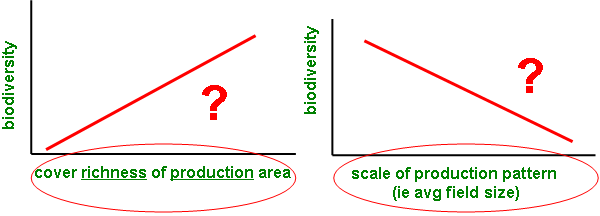 biodiversity
?
cover richness of production area
biodiversity
?
scale of production pattern
(ie avg field size)